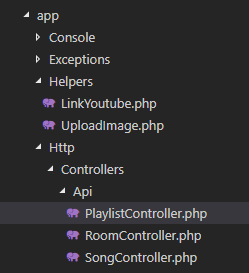 app
Console
Exceptions
Helpers
LinkYoutube.php
UploadImage.php
Http
Controllers
Api
PlaylistController.php
RoomController.php
SongController.php